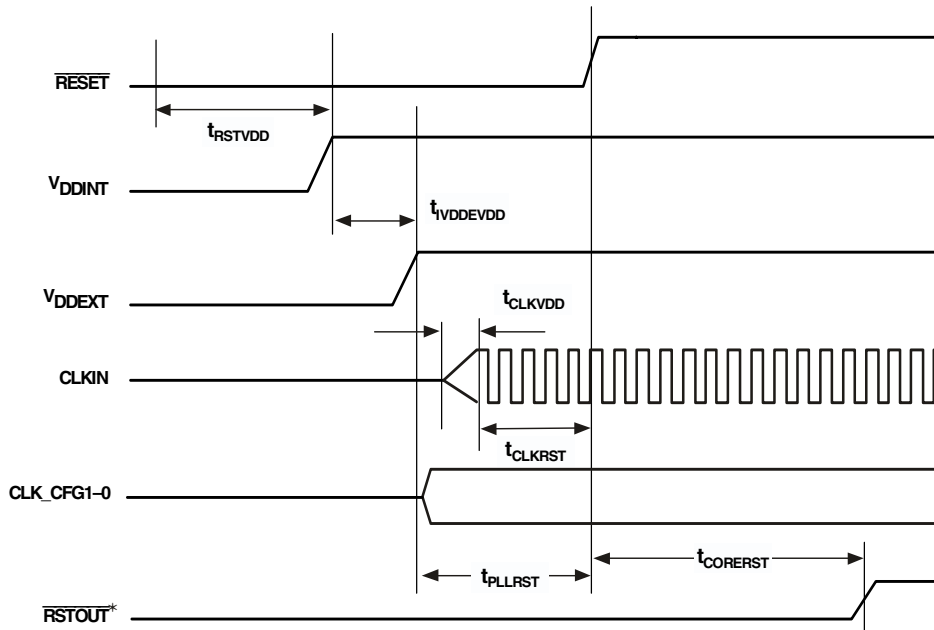 RESET
tRSTVDD
VDDINT
tIVDDEVDD
VDDEXT
tCLKVDD
CLKIN
tCLKRST
CLK_CFG1–0
tCORERST
tPLLRST
RSTOUT*